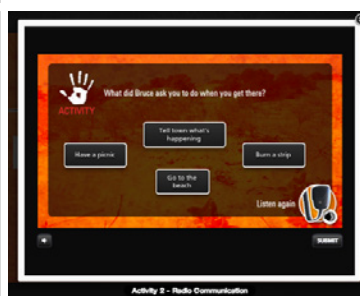 What did Bruce ask you to do when you get there?
ACTIVITY
Tell town what's
happening
Have a picnic
Burn a strip
Go to the
beach
Listen again
SUBMIT
Activity 2 - Radio Communication